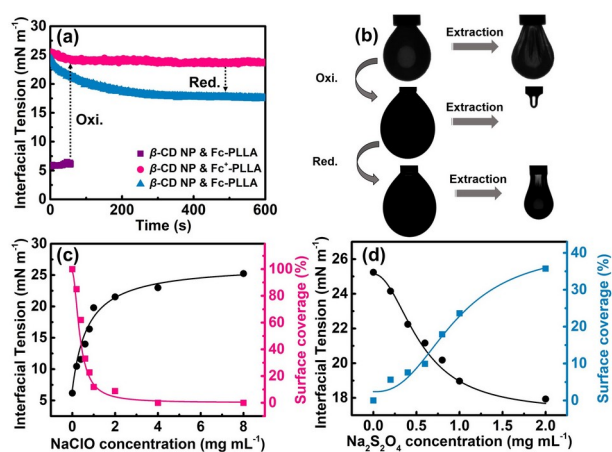 (a)
Interfacial Tension (mN m⁻¹)
30
25
20
15
10
5
0
0 200 400 600
Time (s)
Oxi.
Red.
β-CD NP & Fc-PLLA
β-CD NP & Fc⁺-PLLA
β-CD NP & Fc-PLLA
(b)
Extraction
Oxi.
Extraction
Red.
Extraction
(c)
Interfacial Tension (mN m⁻¹)
30
25
20
15
10
5
0 2 4 6 8
NaClO concentration (mg mL⁻¹)
100
80
60
40
20
0
Surface coverage (%)
(d)
Interfacial Tension (mN m⁻¹)
26
24
22
20
18
0.0 0.5 1.0 1.5 2.0
Na₂S₂O₄ concentration (mg mL⁻¹)
50
40
30
20
10
0
Surface coverage (%)